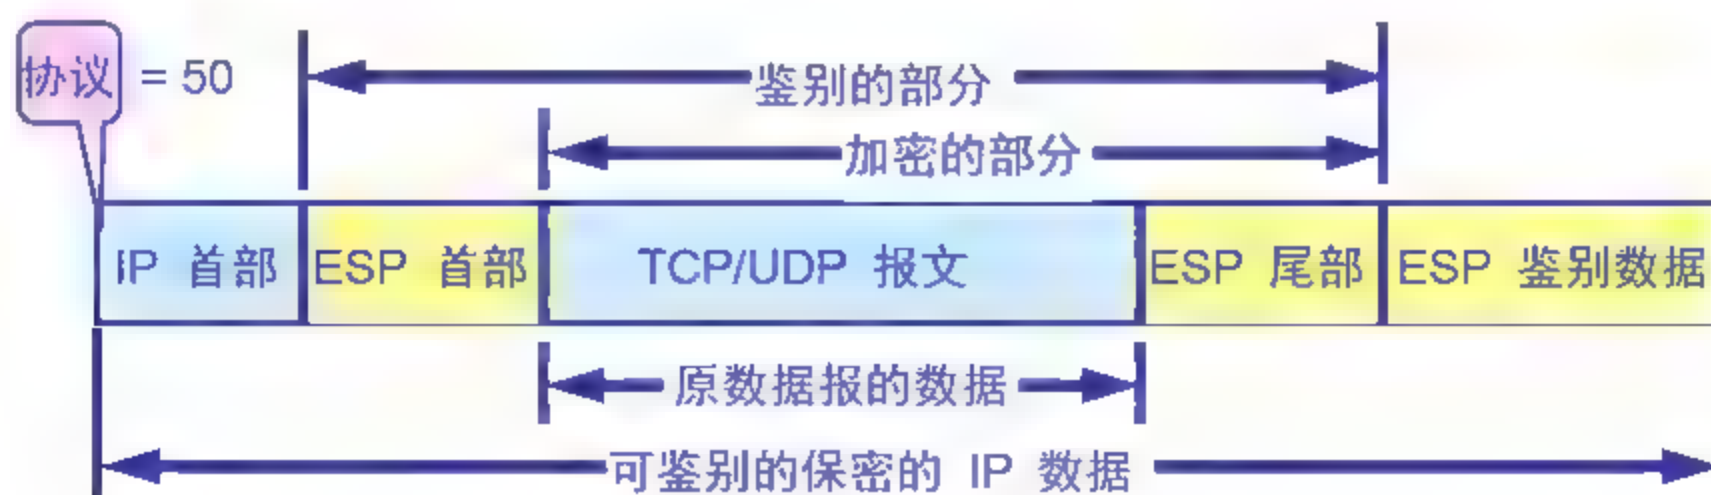 协议 = 50
鉴别的部分
加密的部分
IP 首部 ESP 首部 TCP/UDP 报文 ESP 尾部 ESP 鉴别数据
原数据报的数据
可鉴别的保密的 IP 数据